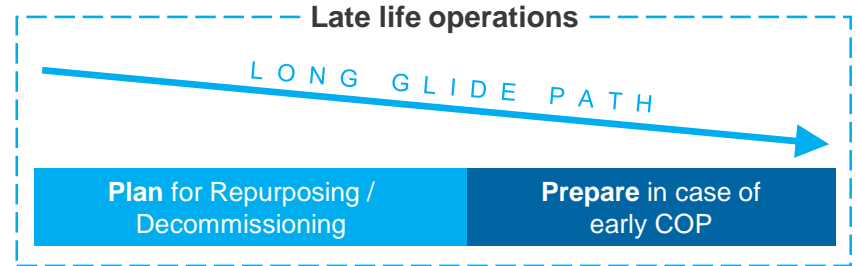 Late life operations
LONG GLIDE PATH
Plan for Repurposing /
Decommissioning
Prepare in case of
early COP